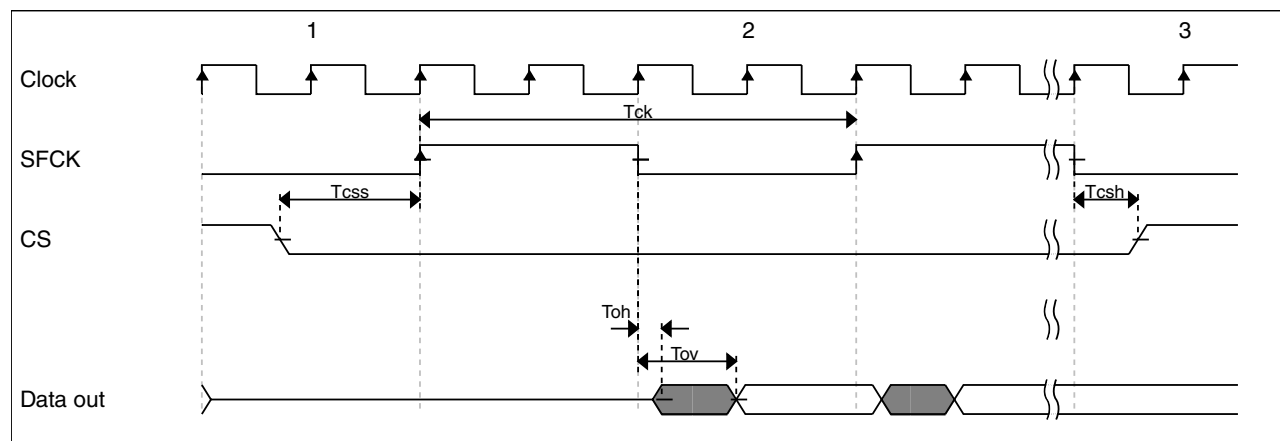 1 2 3
Clock
Tck
SFCK
Tcss Tcsh
CS
Toh
Tov
Data out